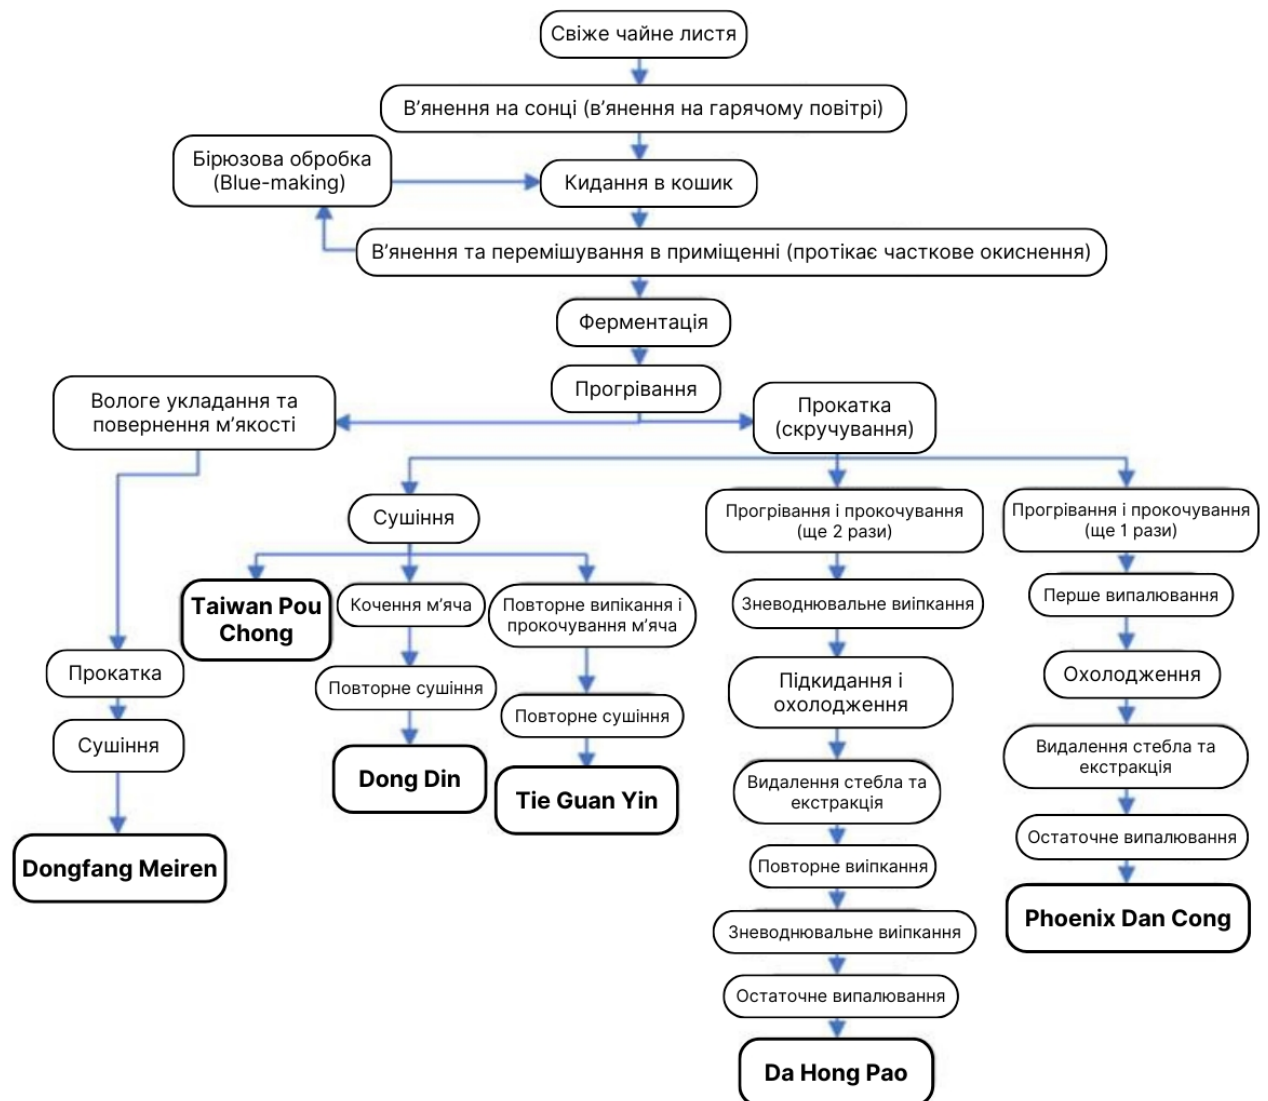 Свіже чайне листя
В’янення на сонці (в’янення на гарячому повітрі)
Бірюзова обробка
(Blue-making)
Кидання в кошик
В’янення та перемішування в приміщенні (протікає часткове окиснення)
Ферментація
Прогрівання
Вологе укладання та
повернення м’якості
Прокатка
(скручування)
Сушіння
Прогрівання і прокочування
(ще 2 рази)
Прогрівання і прокочування
(ще 1 рази)
Taiwan Pou
Chong
Кочення м’яча
Повторне випікання і
прокочування м’яча
Зневоднювальне виіпкання
Перше випалювання
Прокатка
Повторне сушіння
Повторне сушіння
Підкидання і
охолодження
Охолодження
Сушіння
Dong Din
Tie Guan Yin
Видалення стебла та
екстракція
Видалення стебла та
екстракція
Dongfang Meiren
Повторне виіпкання
Остаточне випалювання
Зневоднювальне виіпкання
Phoenix Dan Cong
Остаточне випалювання
Da Hong Pao